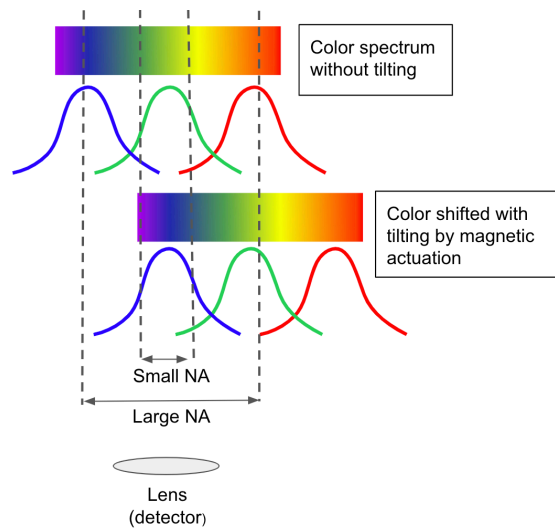 Color spectrum
without tilting
Color shifted with
tilting by magnetic
actuation
Small NA
Large NA
Lens
(detector)